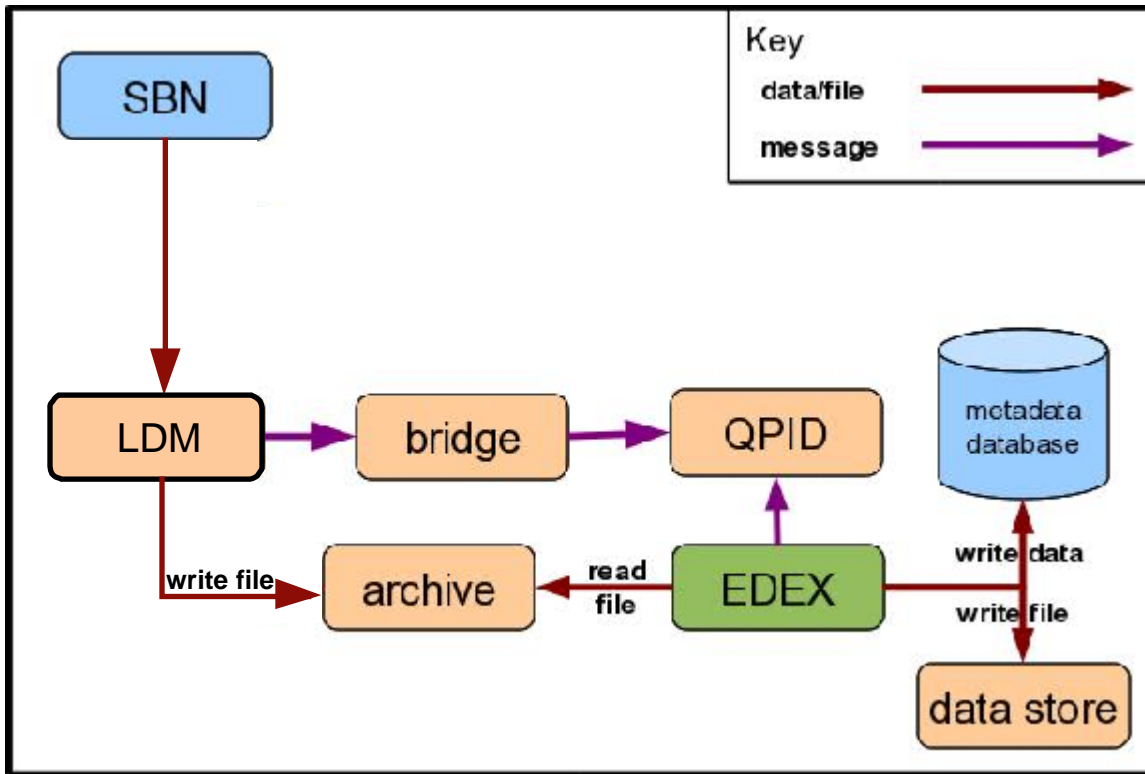 SBN
Key
data/file
message
LDM
bridge
QPID
metadata
database
write file
archive
read
file
EDEX
write data
write file
data store